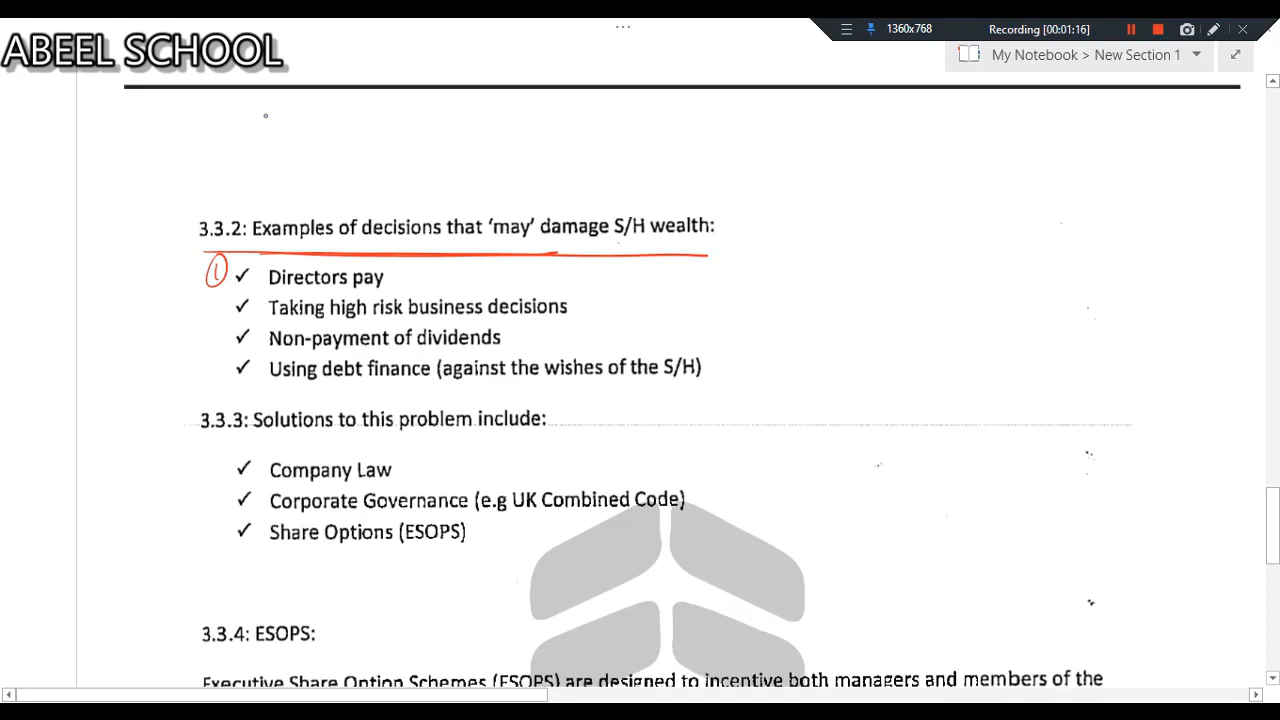 ABEEL SCHOOL
1360x768
Recording [00:01:16]
My Notebook > New Section 1
3.3.2: Examples of decisions that ‘may’ damage S/H wealth:
1 ✓ Directors pay
✓ Taking high risk business decisions
✓ Non-payment of dividends
✓ Using debt finance (against the wishes of the S/H)
3.3.3: Solutions to this problem include:
✓ Company Law
✓ Corporate Governance (e.g UK Combined Code)
✓ Share Options (ESOPS)
3.3.4: ESOPS:
Executive Share Option Schemes (ESOPS) are designed to incentive both managers and members of the